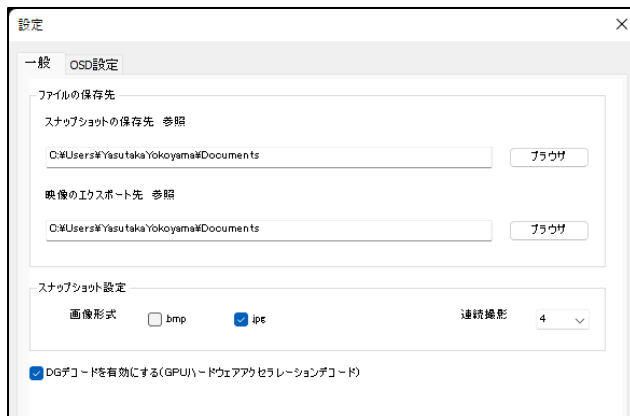 設定
一般 OSD設定
ファイルの保存先
スナップショットの保存先 参照
C:¥Users¥YasutakaYokoyama¥Documents ブラウザ
映像のエクスポート先 参照
C:¥Users¥YasutakaYokoyama¥Documents ブラウザ
スナップショット設定
画像形式 bmp jpg 連続撮影 4
DGデコードを有効にする(GPUハードウェアアクセラレーションデコード)